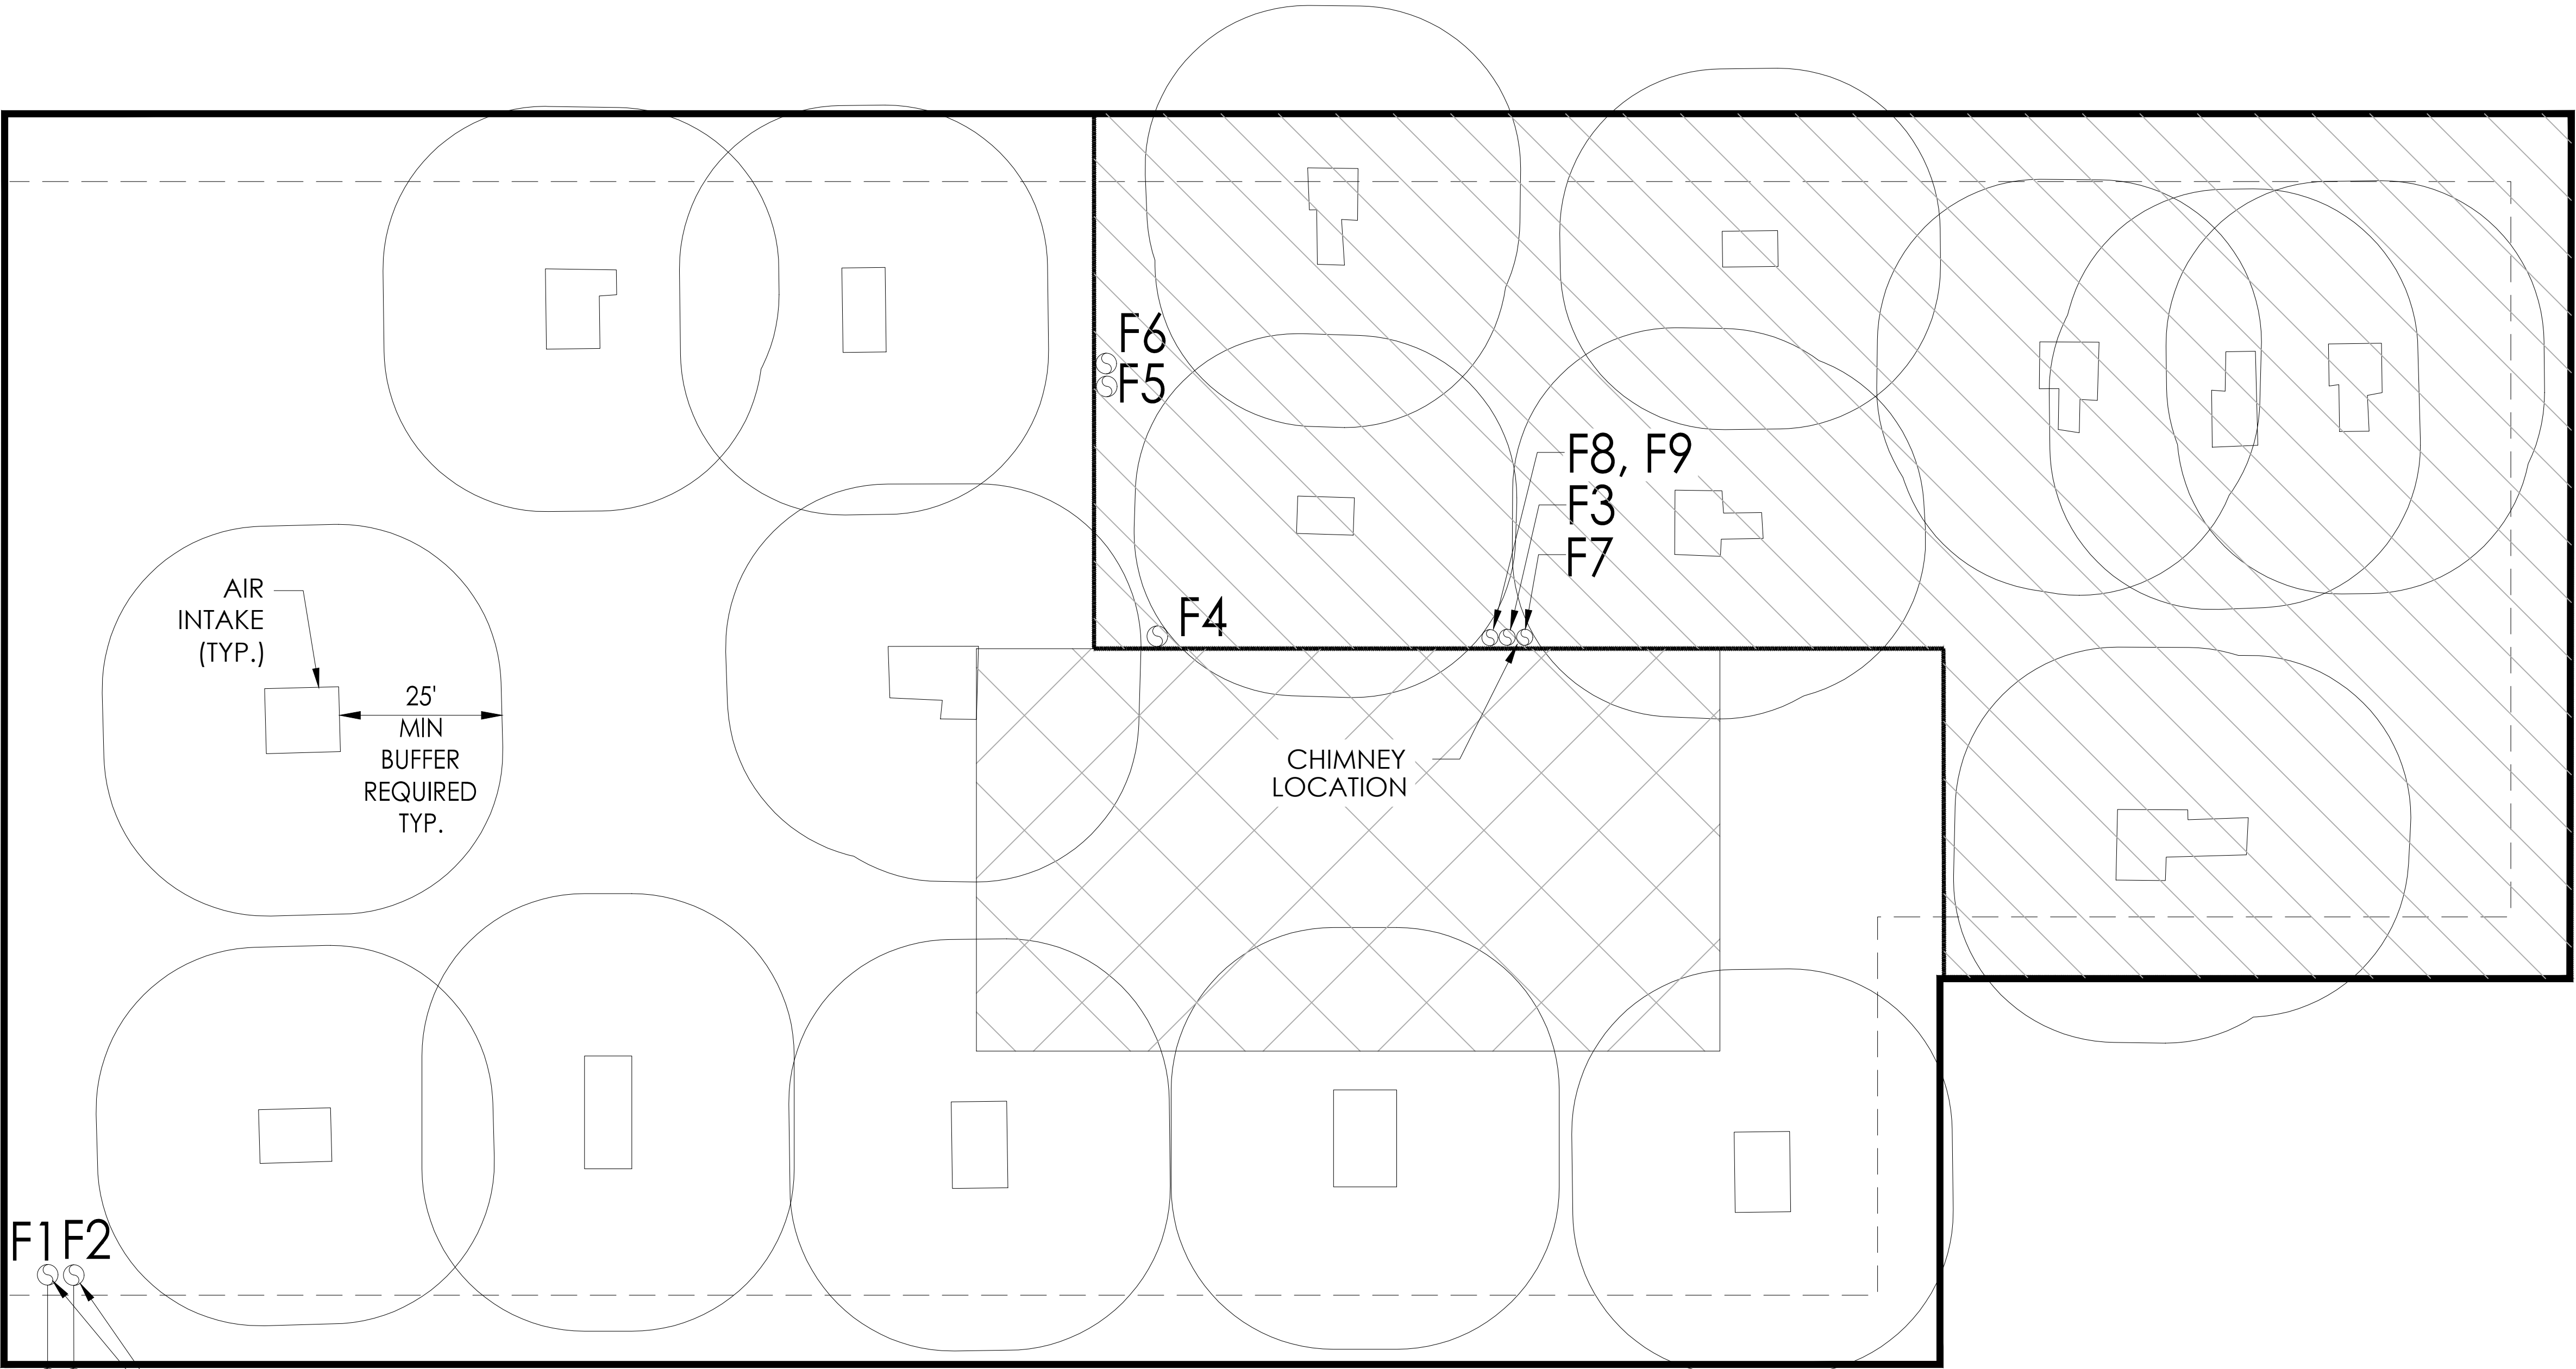 F6
F5
F8, F9
F3
F7
AIR
INTAKE
(TYP.)
F4
25'
MIN
BUFFER
REQUIRED
TYP.
CHIMNEY
LOCATION
F1 F2